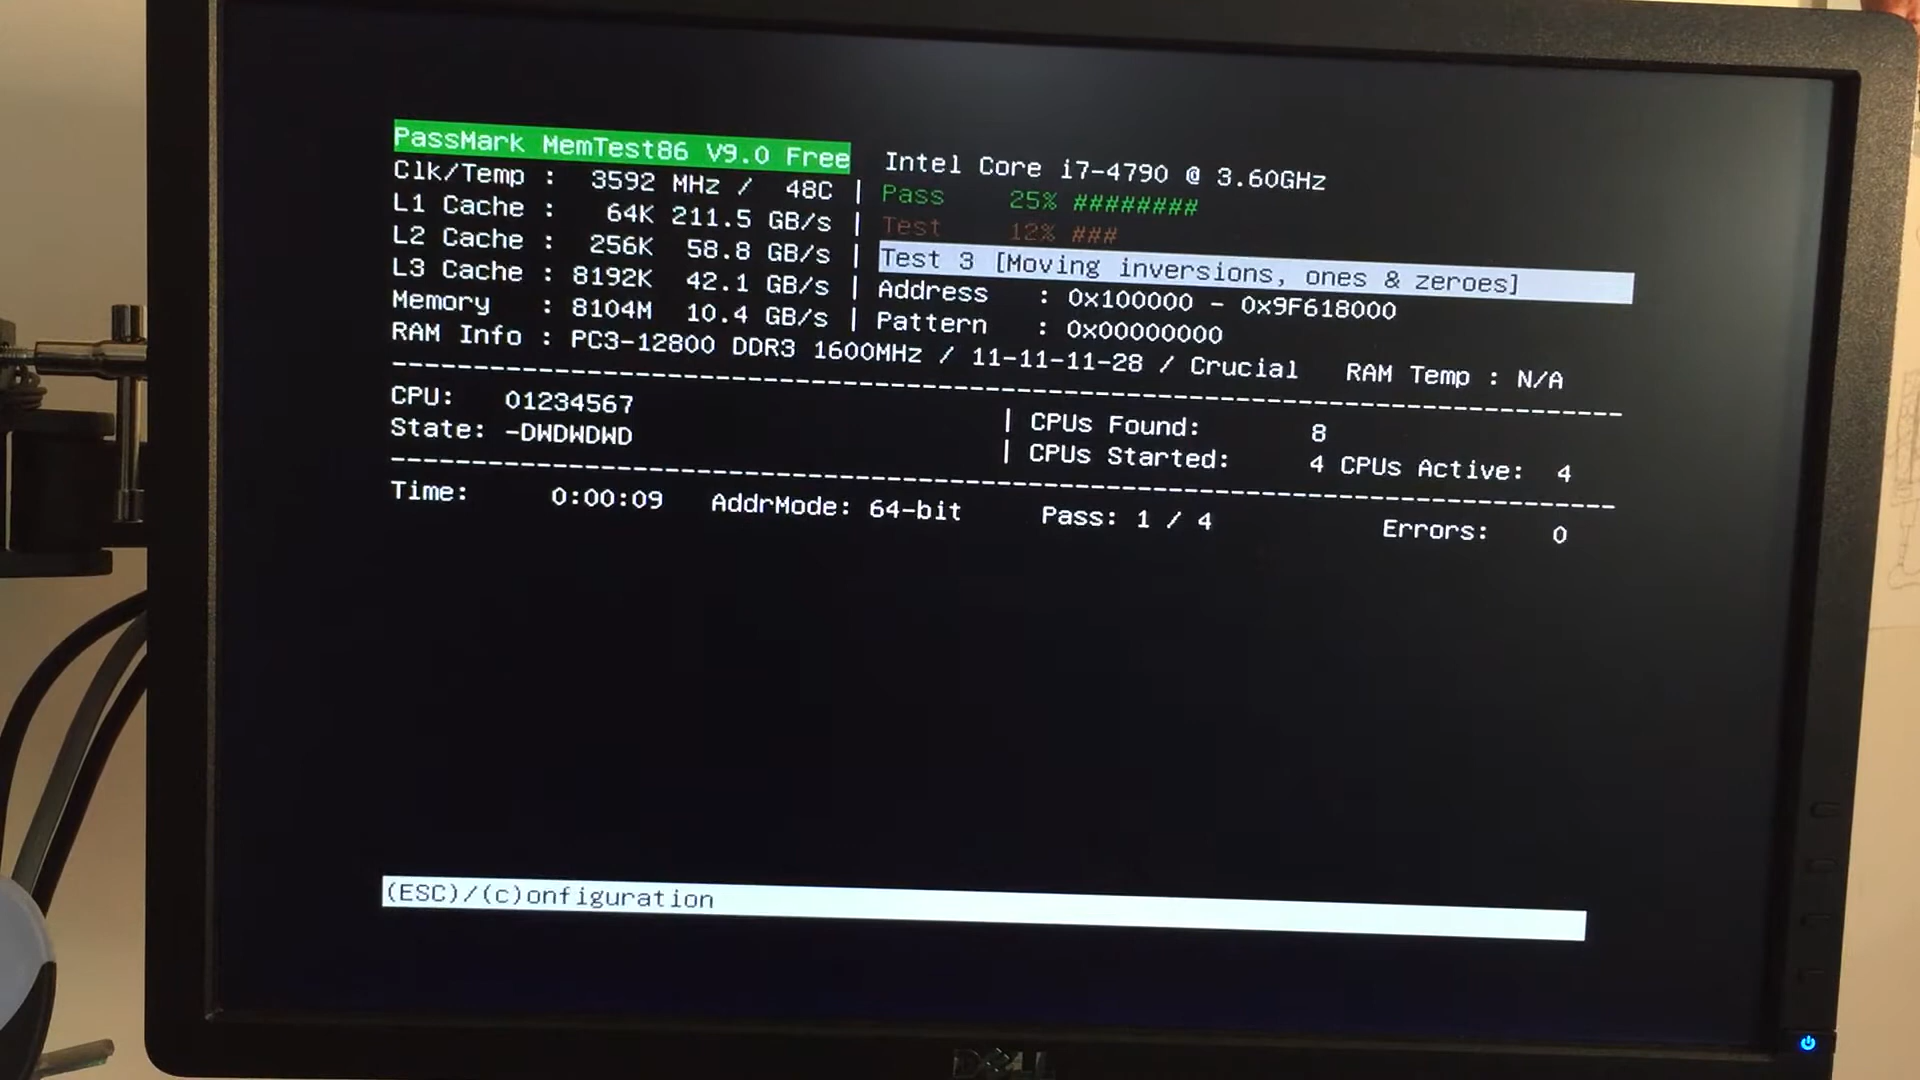 PassMark MemTest86 V9.0 Free Intel Core i7-4790 @ 3.60GHz
Clk/Temp : 3592 MHz / 48C | Pass 25% ########
L1 Cache : 64K 211.5 GB/s | Test 12% ###
L2 Cache : 256K 58.8 GB/s | Test 3 [Moving inversions, ones & zeroes]
L3 Cache : 8192K 42.1 GB/s | Address : 0x100000 - 0x9F618000
Memory : 8104M 10.4 GB/s | Pattern : 0x00000000
RAM Info : PC3-12800 DDR3 1600MHz / 11-11-11-28 / Crucial RAM Temp : N/A
CPU: 01234567 | CPUs Found: 8
State: -DWDWDWD | CPUs Started: 4 CPUs Active: 4
Time: 0:00:09 AddrMode: 64-bit Pass: 1 / 4 Errors: 0
(ESC)/(c)onfiguration
DELL